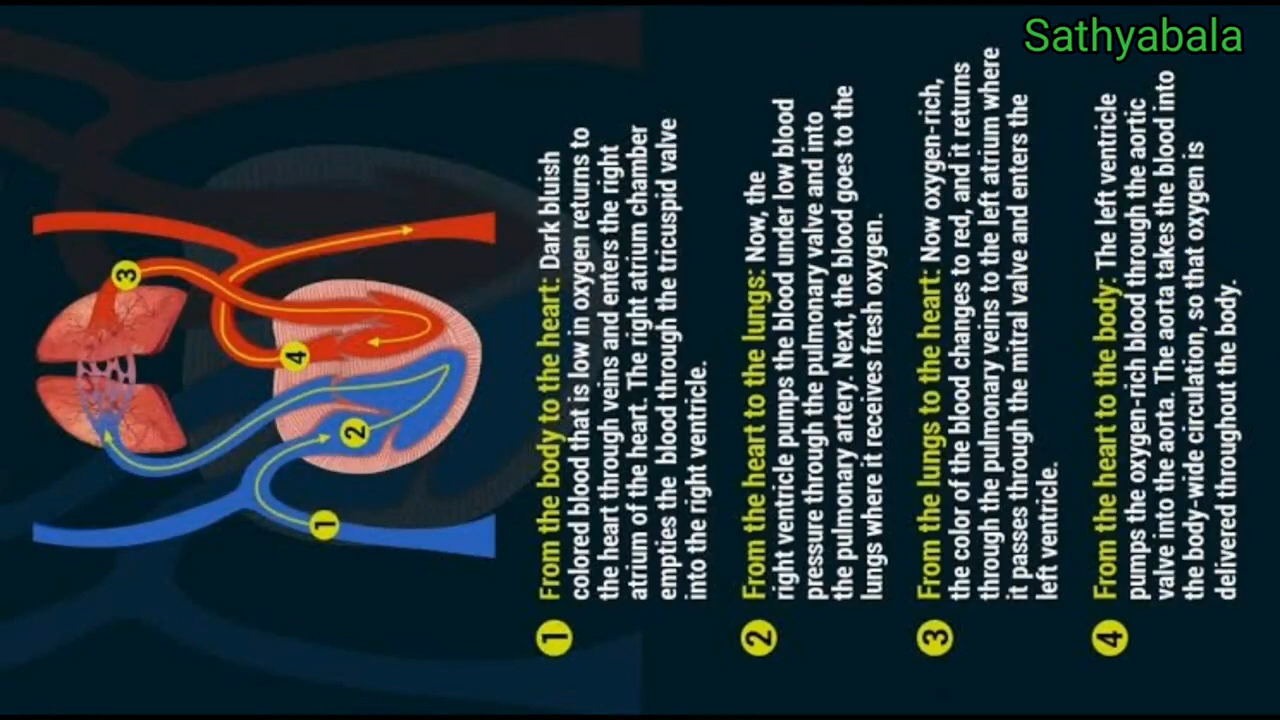 Sathyabala
3
4
2
1
1 From the body to the heart: Dark bluish
colored blood that is low in oxygen returns to
the heart through veins and enters the right
atrium of the heart. The right atrium chamber
empties the blood through the tricuspid valve
into the right ventricle.
2 From the heart to the lungs: Now, the
right ventricle pumps the blood under low blood
pressure through the pulmonary valve and into
the pulmonary artery. Next, the blood goes to the
lungs where it receives fresh oxygen.
3 From the lungs to the heart: Now oxygen-rich,
the color of the blood changes to red, and it returns
through the pulmonary veins to the left atrium where
it passes through the mitral valve and enters the
left ventricle.
4 From the heart to the body: The left ventricle
pumps the oxygen-rich blood through the aortic
valve into the aorta. The aorta takes the blood into
the body-wide circulation, so that oxygen is
delivered throughout the body.